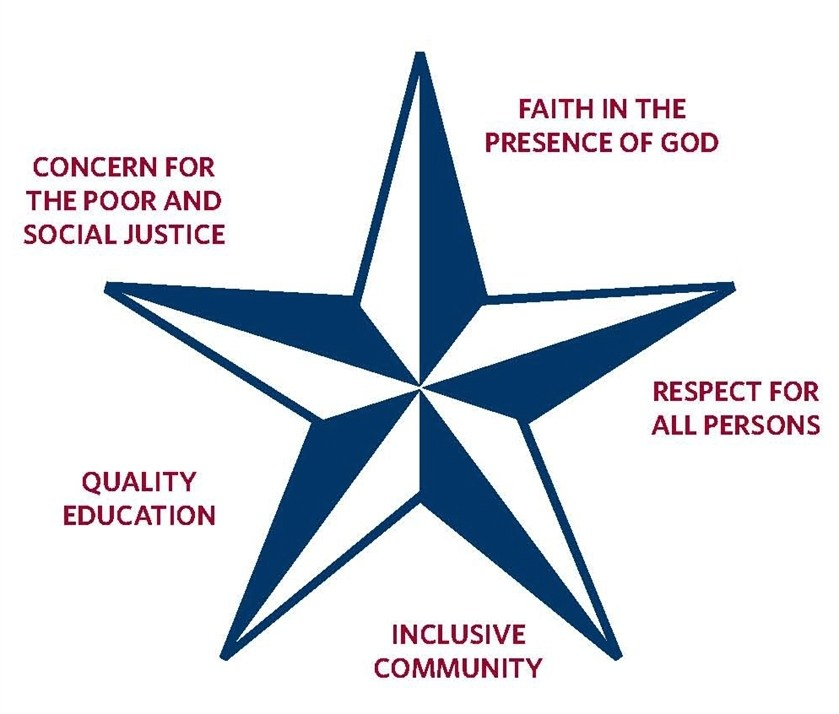 FAITH IN THE
PRESENCE OF GOD
CONCERN FOR
THE POOR AND
SOCIAL JUSTICE
RESPECT FOR
ALL PERSONS
QUALITY
EDUCATION
INCLUSIVE
COMMUNITY